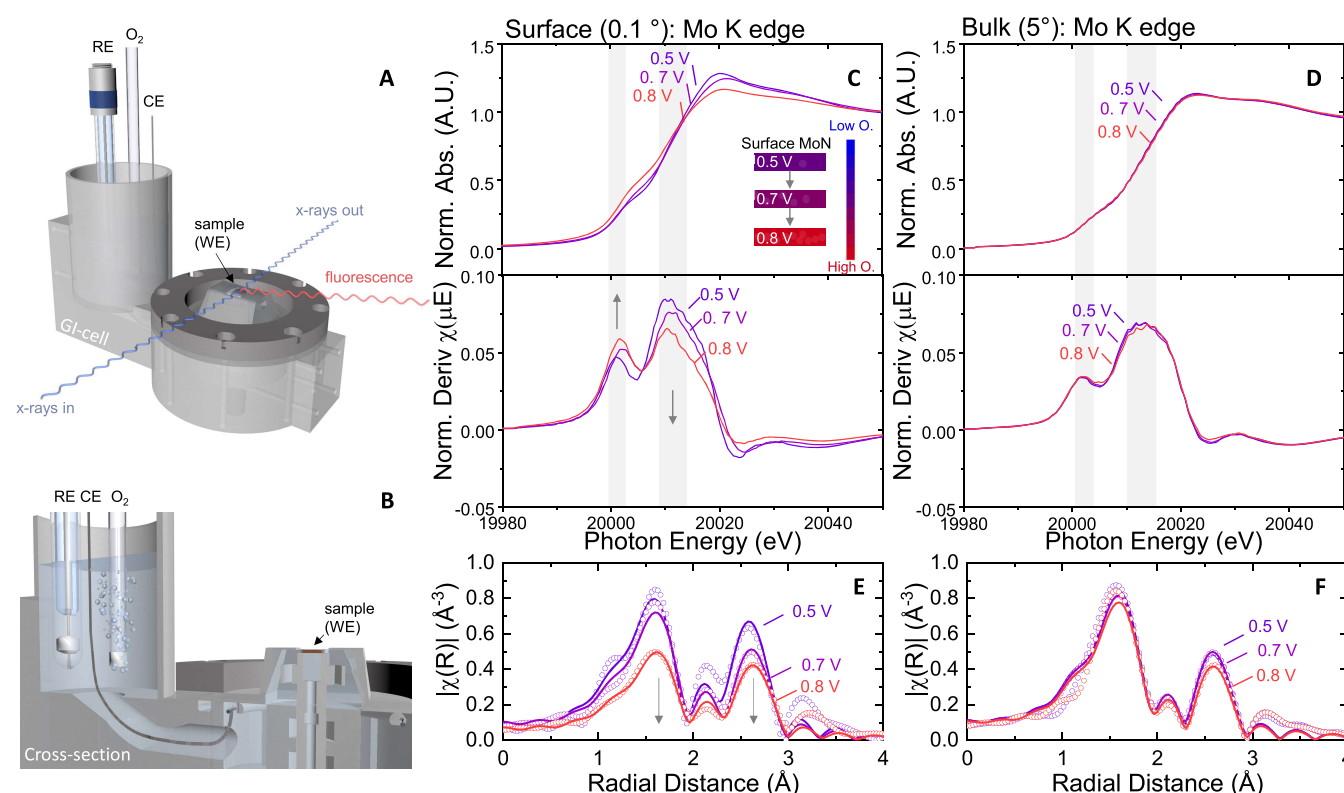 RE
O2
CE
A
sample
(WE)
x-rays out
fluorescence
GI-cell
x-rays in
RE CE O2
B
sample
(WE)
Cross-section
Surface (0.1 °): Mo K edge
Norm. Abs. (A.U.)
1.5
1.0
0.5
0.0
0.5 V
0. 7 V
0.8 V
C
Low O.
Surface MoN
0.5 V
0.7 V
0.8 V
High O.
Norm. Deriv χ(µE)
0.10
0.05
0.00
-0.05
0.5 V
0. 7 V
0.8 V
19980
20000
20020
20040
Photon Energy (eV)
Bulk (5°): Mo K edge
Norm. Abs. (A.U.)
1.5
1.0
0.5
0.0
D
0.5 V
0. 7 V
0.8 V
Norm. Deriv χ(µE)
0.10
0.05
0.00
-0.05
0.5 V
0. 7 V
0.8 V
19980
20000
20020
20040
Photon Energy (eV)
|χ(R)| (Å-3)
1.0
0.8
0.6
0.4
0.2
0.0
E
0.5 V
0.7 V
0.8 V
0
1
2
3
4
Radial Distance (Å)
|χ(R)| (Å-3)
1.0
0.8
0.6
0.4
0.2
0.0
F
0.5 V
0.7 V
0.8 V
0
1
2
3
4
Radial Distance (Å)